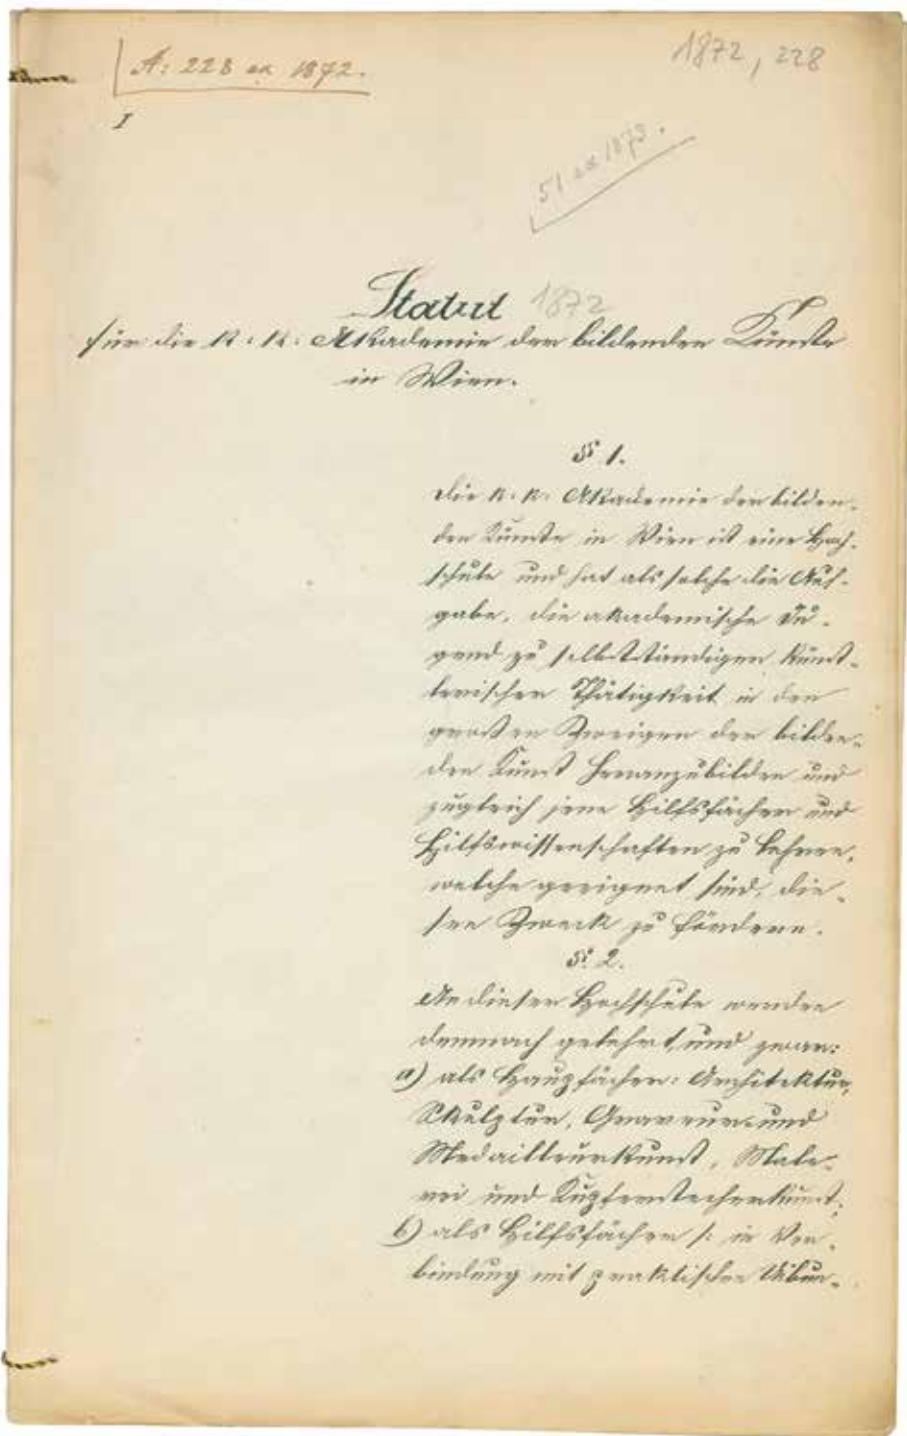 A: 228 ex 1872.
1872, 228
I
51 ex 1873.
Statut 1872
für die k: k: Akademie der bildenden Künste
in Wien.
§ 1.
Die k. k. Akademie der bilden-
den Künste in Wien ist eine Hoch-
schule und hat als solche die Auf-
gabe, die akademische Ju-
gend zu selbstständigen künst-
lerischen Thätigkeit in den
großen Zweigen der bilden-
den Kunst heranzubilden und
zugleich jene Hilfsfächer und
Hilfswissenschaften zu lehren,
welche geeignet sind, die-
sen Zweck zu fördern.
§. 2.
An dieser Hochschule werden
demnach gelehrt, und zwar:
a) als Hauptfächer: Architektur,
Skulptur, Graveur- und
Medailleurkunst, Male-
rei und Kupferstecherkunst;
b) als Hilfsfächer /: in Ver-
bindung mit praktischen Uibun-